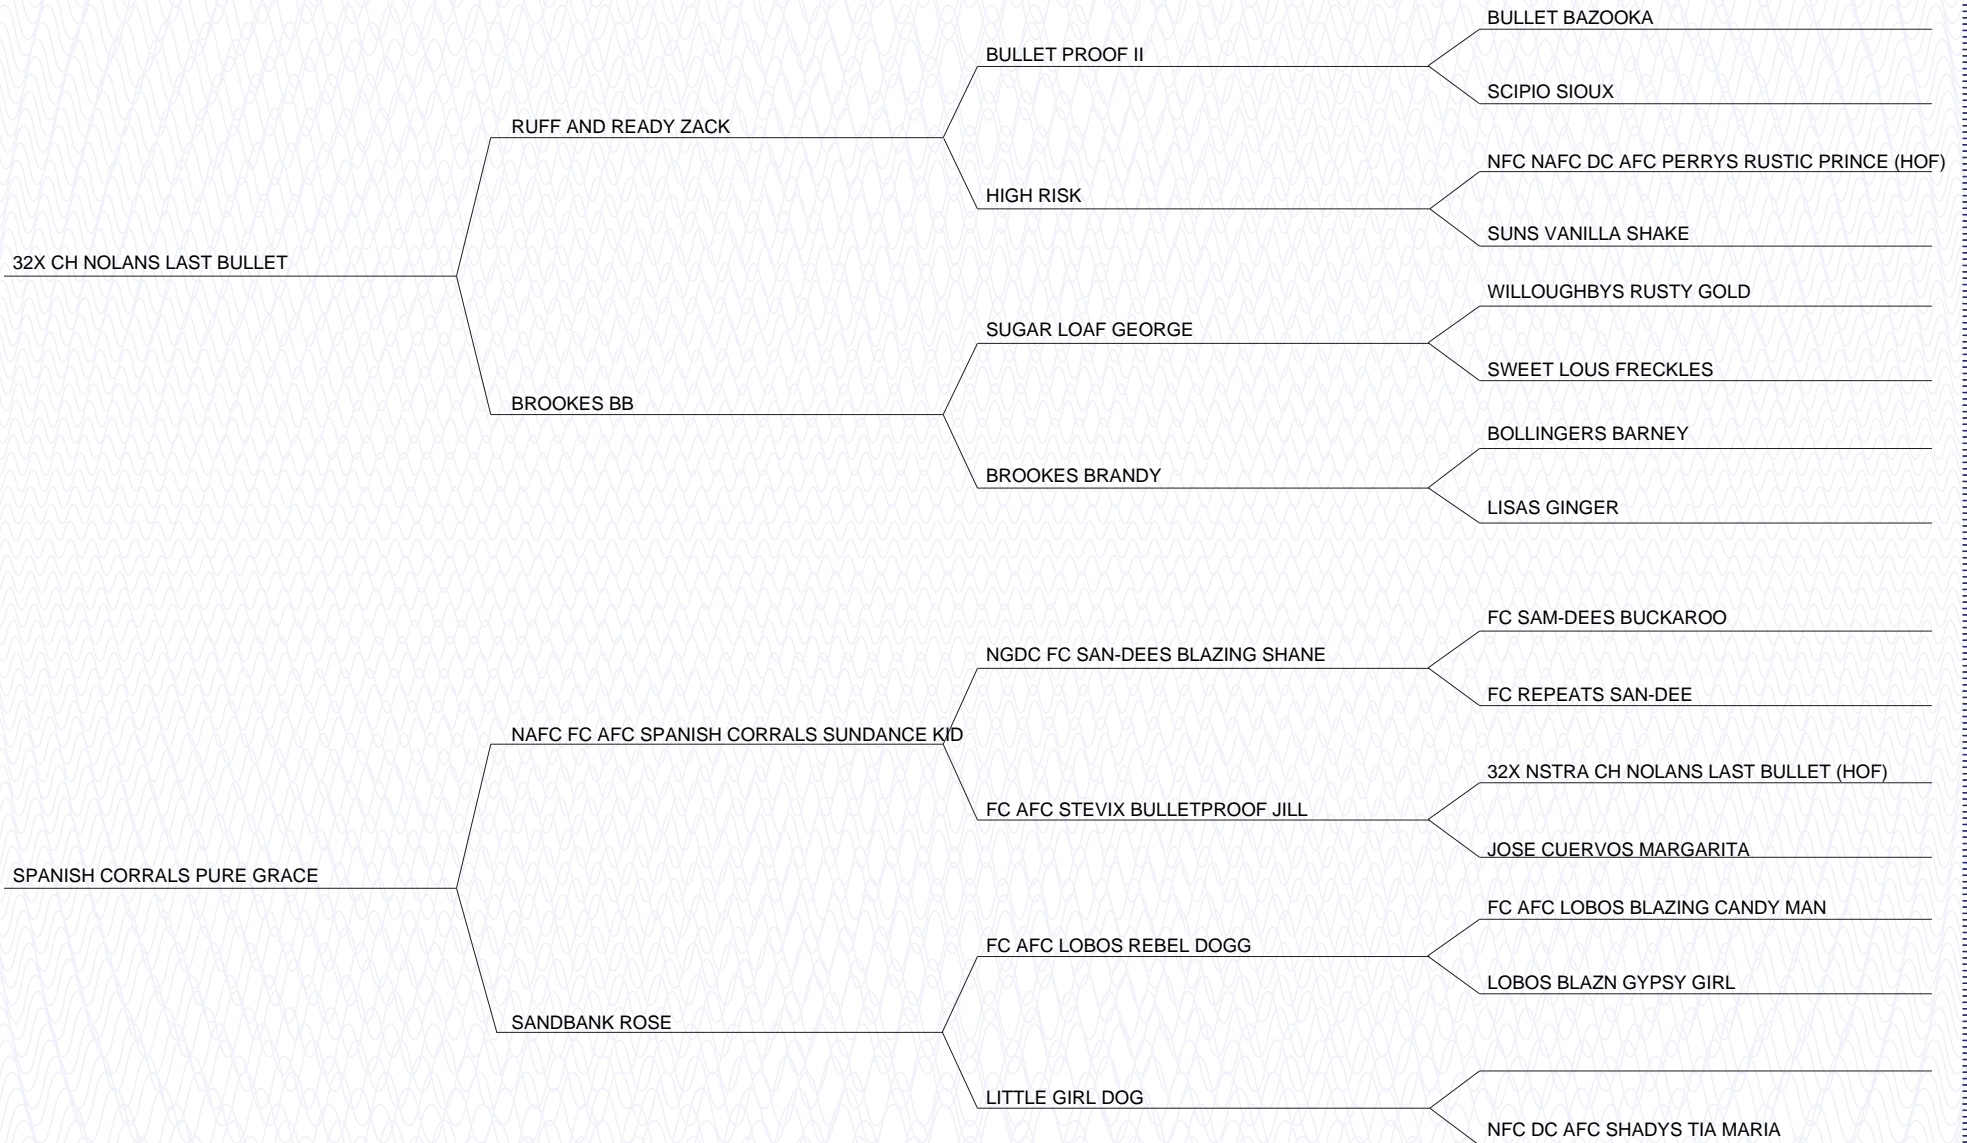 BULLET BAZOOKA
BULLET PROOF II
SCIPIO SIOUX
RUFF AND READY ZACK
NFC NAFC DC AFC PERRYS RUSTIC PRINCE (HOF)
HIGH RISK
SUNS VANILLA SHAKE
32X CH NOLANS LAST BULLET
WILLOUGHBYS RUSTY GOLD
SUGAR LOAF GEORGE
SWEET LOUS FRECKLES
BROOKES BB
BOLLINGERS BARNEY
BROOKES BRANDY
LISAS GINGER
FC SAM-DEES BUCKAROO
NGDC FC SAN-DEES BLAZING SHANE
FC REPEATS SAN-DEE
NAFC FC AFC SPANISH CORRALS SUNDANCE KID
32X NSTRA CH NOLANS LAST BULLET (HOF)
FC AFC STEVIX BULLETPROOF JILL
JOSE CUERVOS MARGARITA
SPANISH CORRALS PURE GRACE
FC AFC LOBOS BLAZING CANDY MAN
FC AFC LOBOS REBEL DOGG
LOBOS BLAZN GYPSY GIRL
SANDBANK ROSE
LITTLE GIRL DOG
NFC DC AFC SHADYS TIA MARIA